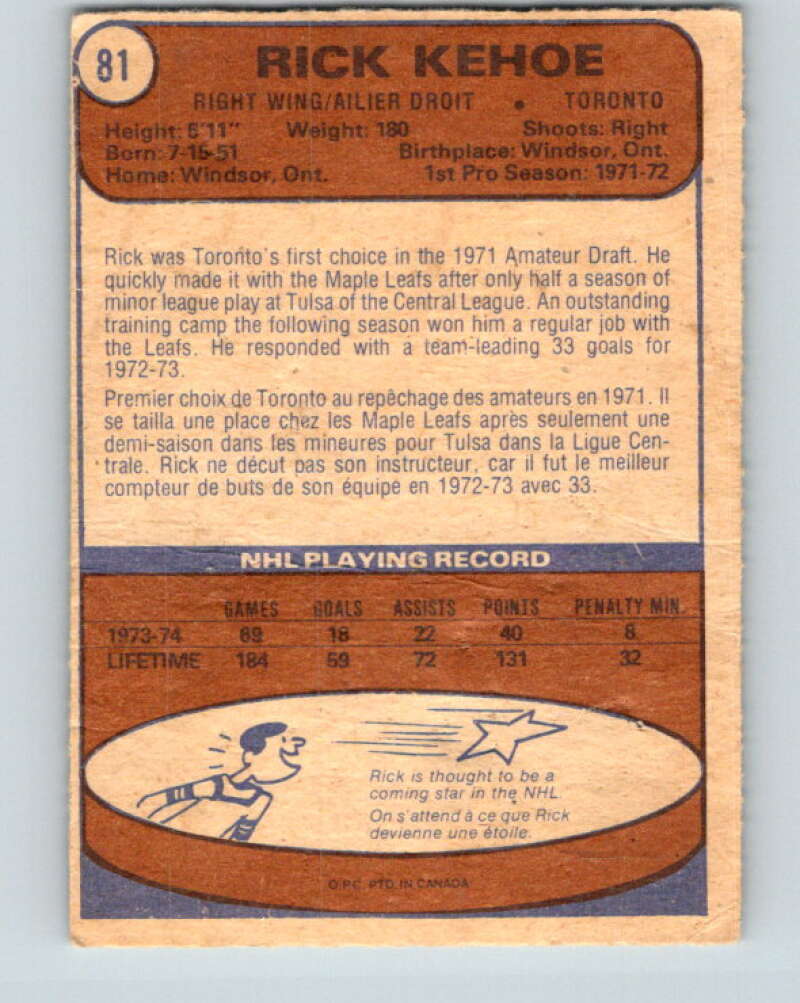 81
RICK KEHOE
RIGHT WING/AILIER DROIT • TORONTO
Height: 5'11" Weight: 180 Shoots: Right
Born: 7-15-51 Birthplace: Windsor, Ont.
Home: Windsor, Ont. 1st Pro Season: 1971-72
Rick was Toronto's first choice in the 1971 Amateur Draft. He
quickly made it with the Maple Leafs after only half a season of
minor league play at Tulsa of the Central League. An outstanding
training camp the following season won him a regular job with
the Leafs. He responded with a team-leading 33 goals for
1972-73.
Premier choix de Toronto au repêchage des amateurs en 1971. Il
se tailla une place chez les Maple Leafs après seulement une
demi-saison dans les mineures pour Tulsa dans la Ligue Cen-
trale. Rick ne décut pas son instructeur, car il fut le meilleur
compteur de buts de son équipe en 1972-73 avec 33.
NHL PLAYING RECORD
GAMES GOALS ASSISTS POINTS PENALTY MIN.
1973-74 69 18 22 40 8
LIFETIME 184 59 72 131 32
Rick is thought to be a
coming star in the NHL.
On s'attend à ce que Rick
devienne une étoile.
O.P.C. PTD. IN CANADA